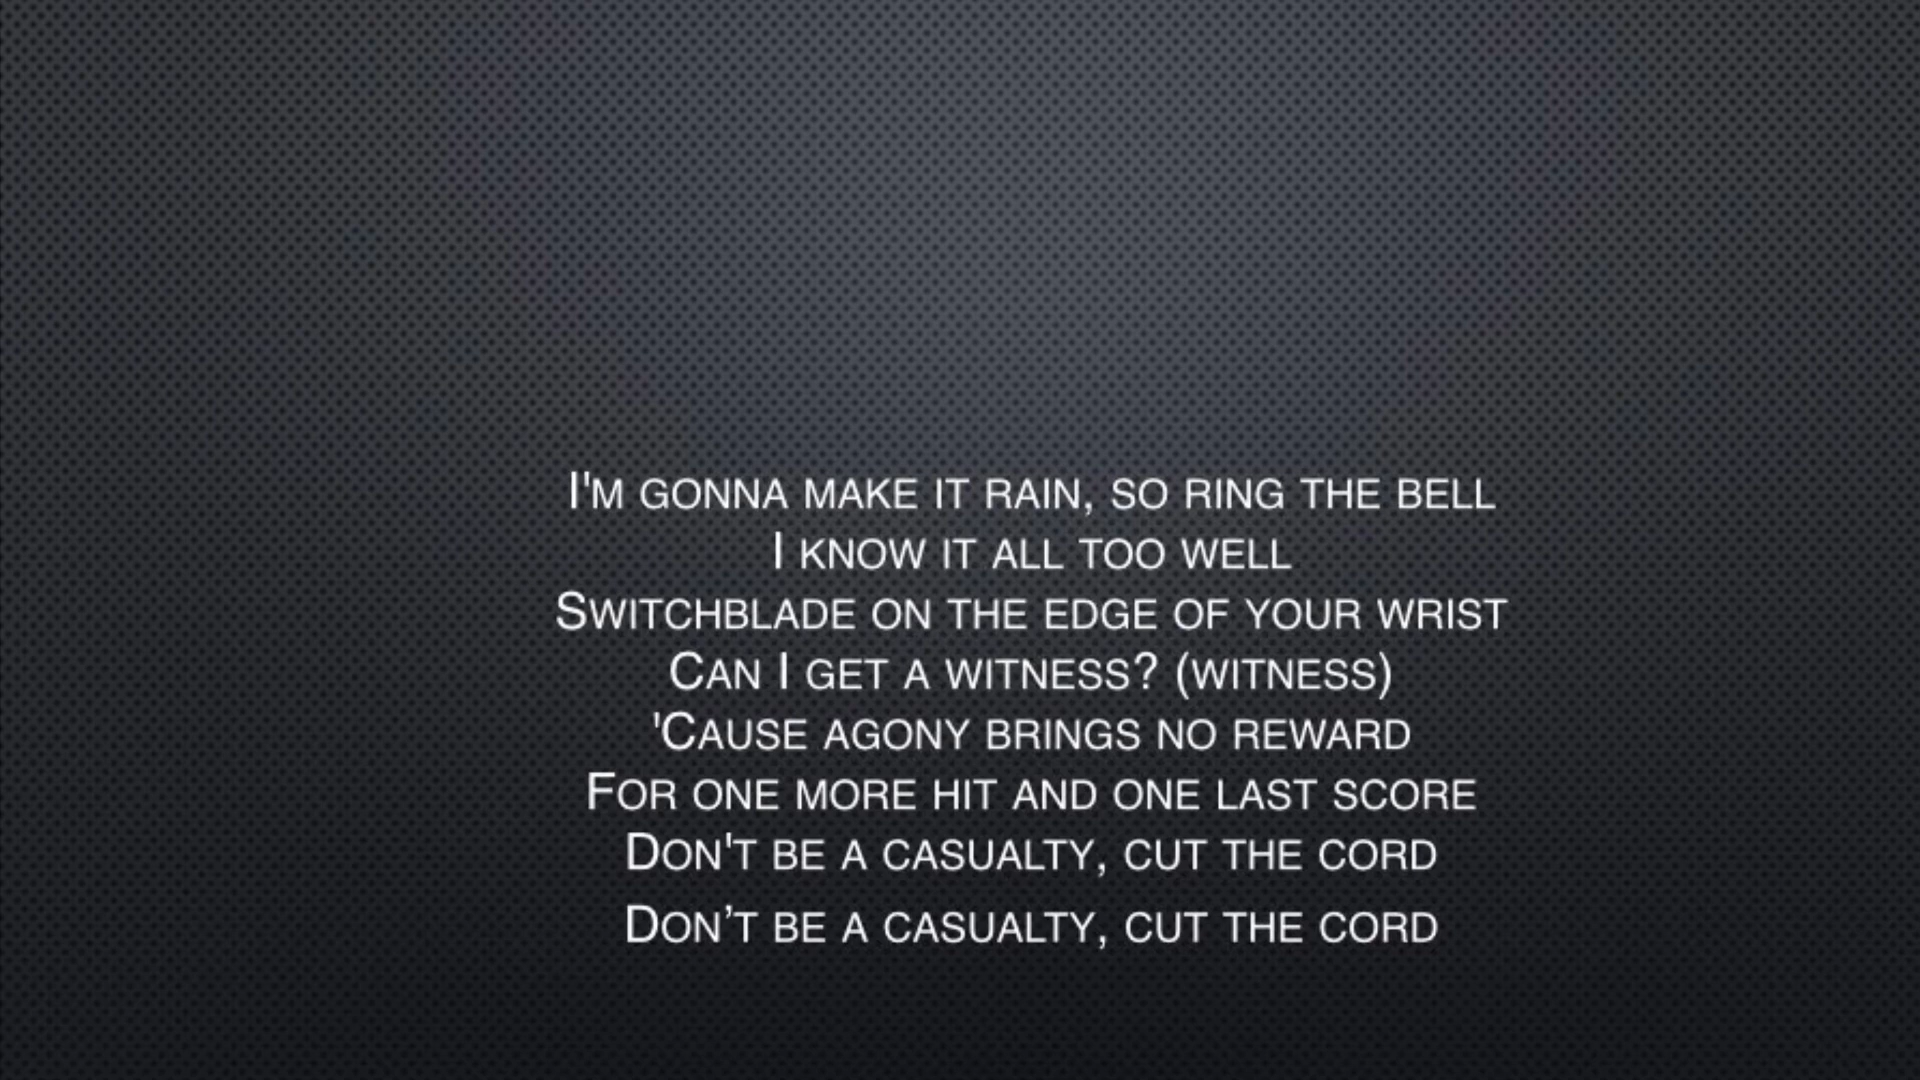 I'm gonna make it rain, so ring the bell
I know it all too well
Switchblade on the edge of your wrist
Can I get a witness? (witness)
'Cause agony brings no reward
For one more hit and one last score
Don't be a casualty, cut the cord
Don’t be a casualty, cut the cord